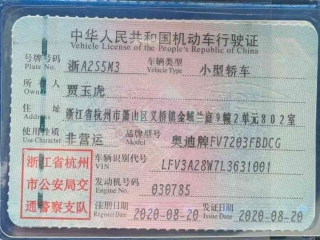 中华人民共和国机动车行驶证
Vehicle License of the People's Republic of China
号牌号码 浙A255M3 车辆类型 小型轿车
Plate No. Vehicle Type
所有人 贾玉虎
Owner
住址 浙江省杭州市萧山区义桥镇金域兰庭9幢2单元802室
Address
使用性质 非营运 品牌型号 奥迪牌FV7203FBDCG
Use Character Model
浙江省杭州
市公安局交
通警察支队
车辆识别代号 LFV3A28W7L3631001
VIN
发动机号码 030785
Engine No.
注册日期 2020-08-20 发证日期 2020-08-20
Register Date Issue Date